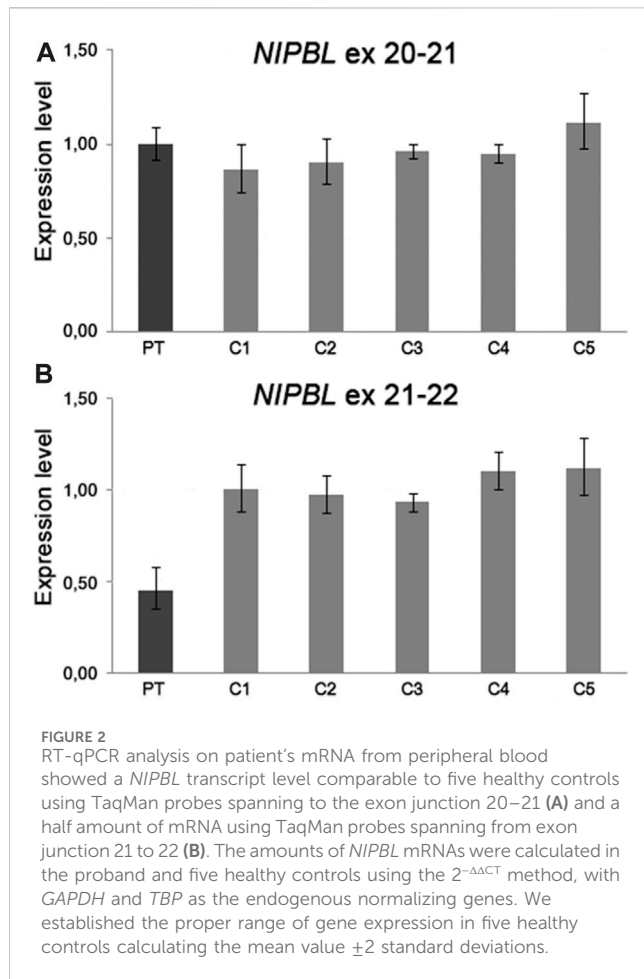 A
NIPBL ex 20-21
Expression level
1,50
1,00
0,50
0,00
PT C1 C2 C3 C4 C5
B
NIPBL ex 21-22
Expression level
1,50
1,00
0,50
0,00
PT C1 C2 C3 C4 C5
FIGURE 2
RT-qPCR analysis on patient's mRNA from peripheral blood
showed a NIPBL transcript level comparable to five healthy controls
using TaqMan probes spanning to the exon junction 20–21 (A) and a
half amount of mRNA using TaqMan probes spanning from exon
junction 21 to 22 (B). The amounts of NIPBL mRNAs were calculated in
the proband and five healthy controls using the 2−ΔΔCT method, with
GAPDH and TBP as the endogenous normalizing genes. We
established the proper range of gene expression in five healthy
controls calculating the mean value ±2 standard deviations.